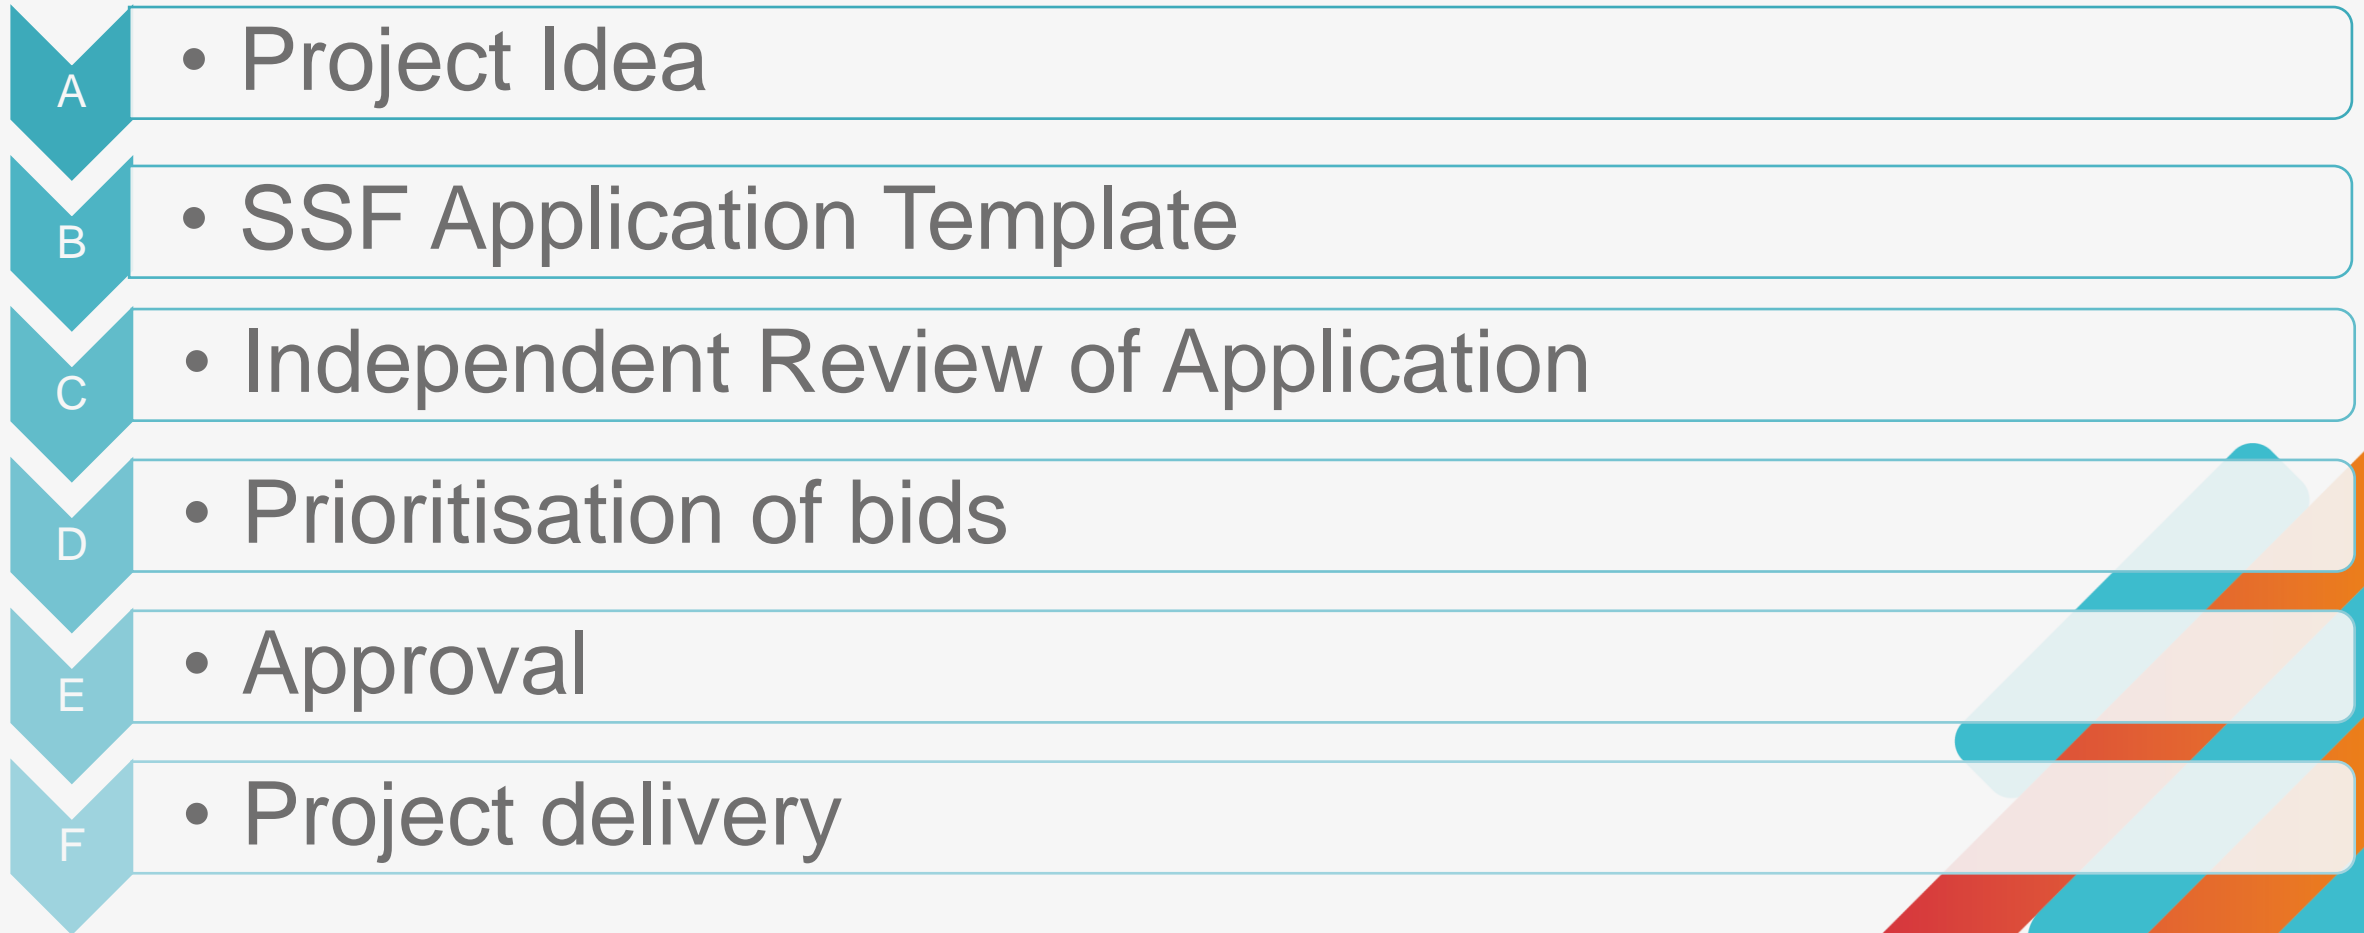 A
• Project Idea
B
• SSF Application Template
C
• Independent Review of Application
D
• Prioritisation of bids
E
• Approval
F
• Project delivery